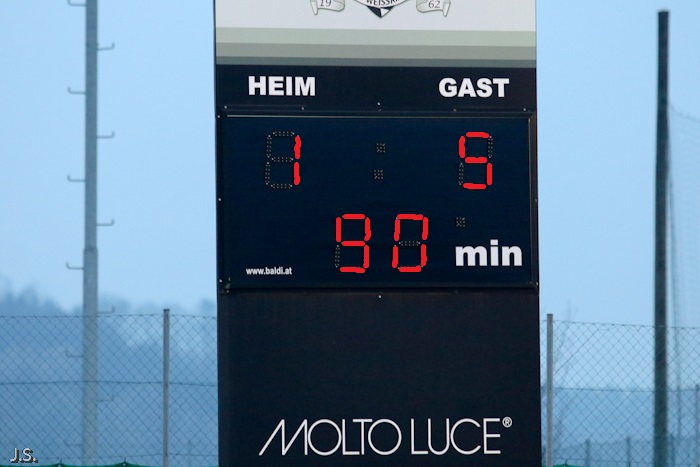 19 62
HEIM GAST
1 : 5
90 min
www.baldi.at
MOLTO LUCE®
J.S.